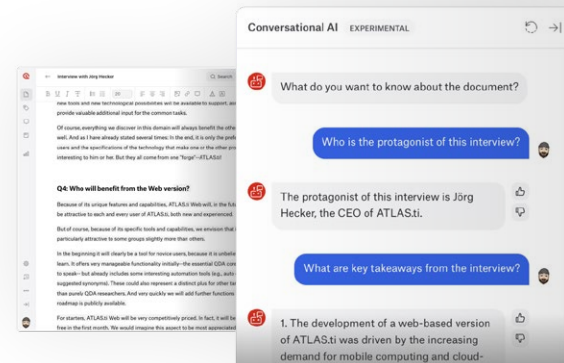 Conversational AI EXPERIMENTAL
What do you want to know about the document?
Who is the protagonist of this interview?
The protagonist of this interview is Jörg
Hecker, the CEO of ATLAS.ti.
What are key takeaways from the interview?
1. The development of a web-based version
of ATLAS.ti was driven by the increasing
demand for mobile computing and cloud-
Interview with Jörg Hecker
Search
20
new tools and new technological possibilities will be available to support, and
provide valuable additional input for the common tasks.
Of course, everything we discover in this domain will always benefit the othe
well. And as I have already stated several times: In the end, it is only the pref
users and the specifications of the technology that make one or the other pro
interesting to him or her. But they all come from one "forge"–ATLAS.ti!
Q4: Who will benefit from the Web version?
Because of its unique features and capabilities, ATLAS.ti Web will, in the futu
be attractive to each and every user of ATLAS.ti, both new and experienced.
But of course, because of its specific tools and capabilities, we envision that
particularly attractive to some groups slightly more than others.
In the beginning it will clearly be a tool for novice users, because it is unbelie
learn. It offers very manageable functionality initially–the essential QDA con
to speak– but already includes some interesting automation tools (e.g., auto
suggested synonyms). These could also represent a distinct plus for other
than purely QDA researchers. And very quickly we will add further functions
roadmap is publicly available.
For starters, ATLAS.ti Web will be very competitively priced. In fact, it will be
free in the first month. We would imagine this aspect to be most appreciated